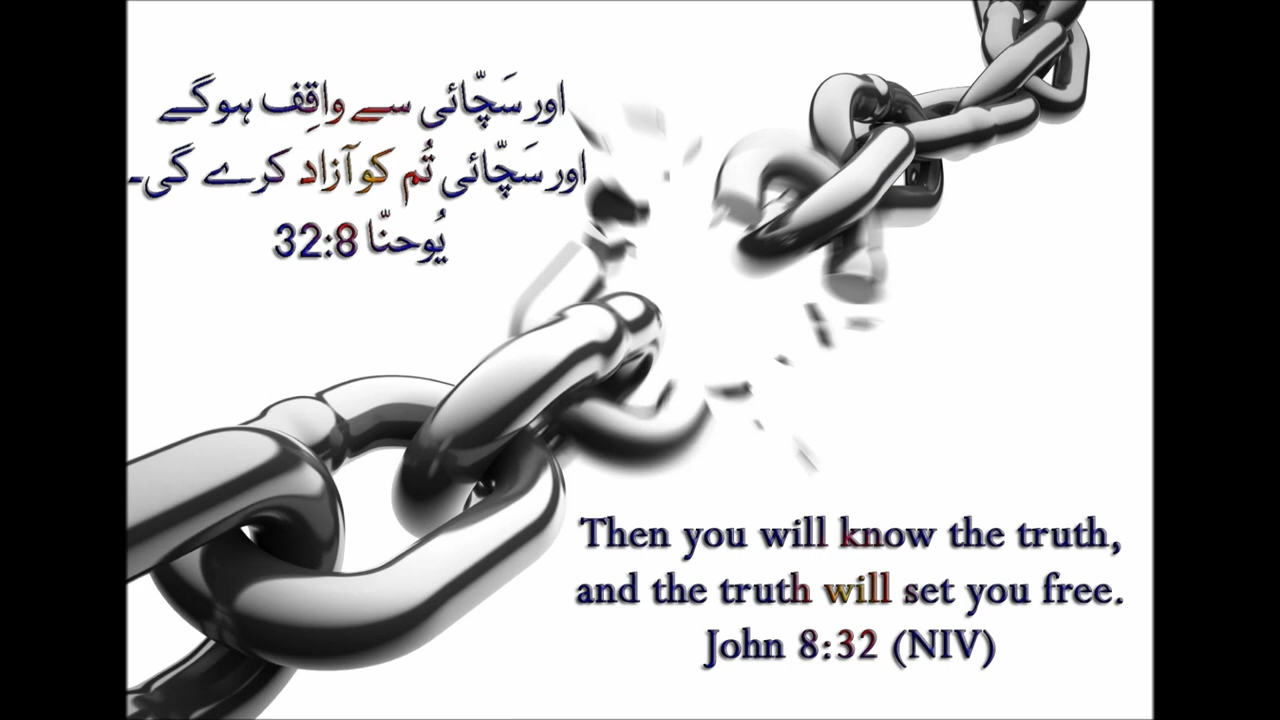 اور سَچّائی سے واقِف ہوگے
اور سَچّائی تُم کو آزاد کرے گی۔
یُوحنّا 32:8
Then you will know the truth,
and the truth will set you free.
John 8:32 (NIV)